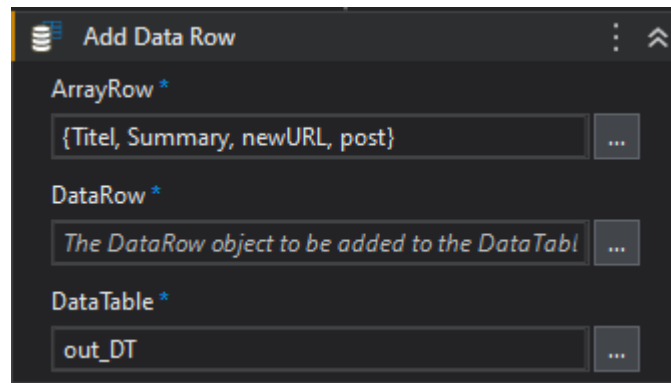 Add Data Row
ArrayRow *
{Titel, Summary, newURL, post}
...
DataRow *
The DataRow object to be added to the DataTabl
...
DataTable *
out_DT
...